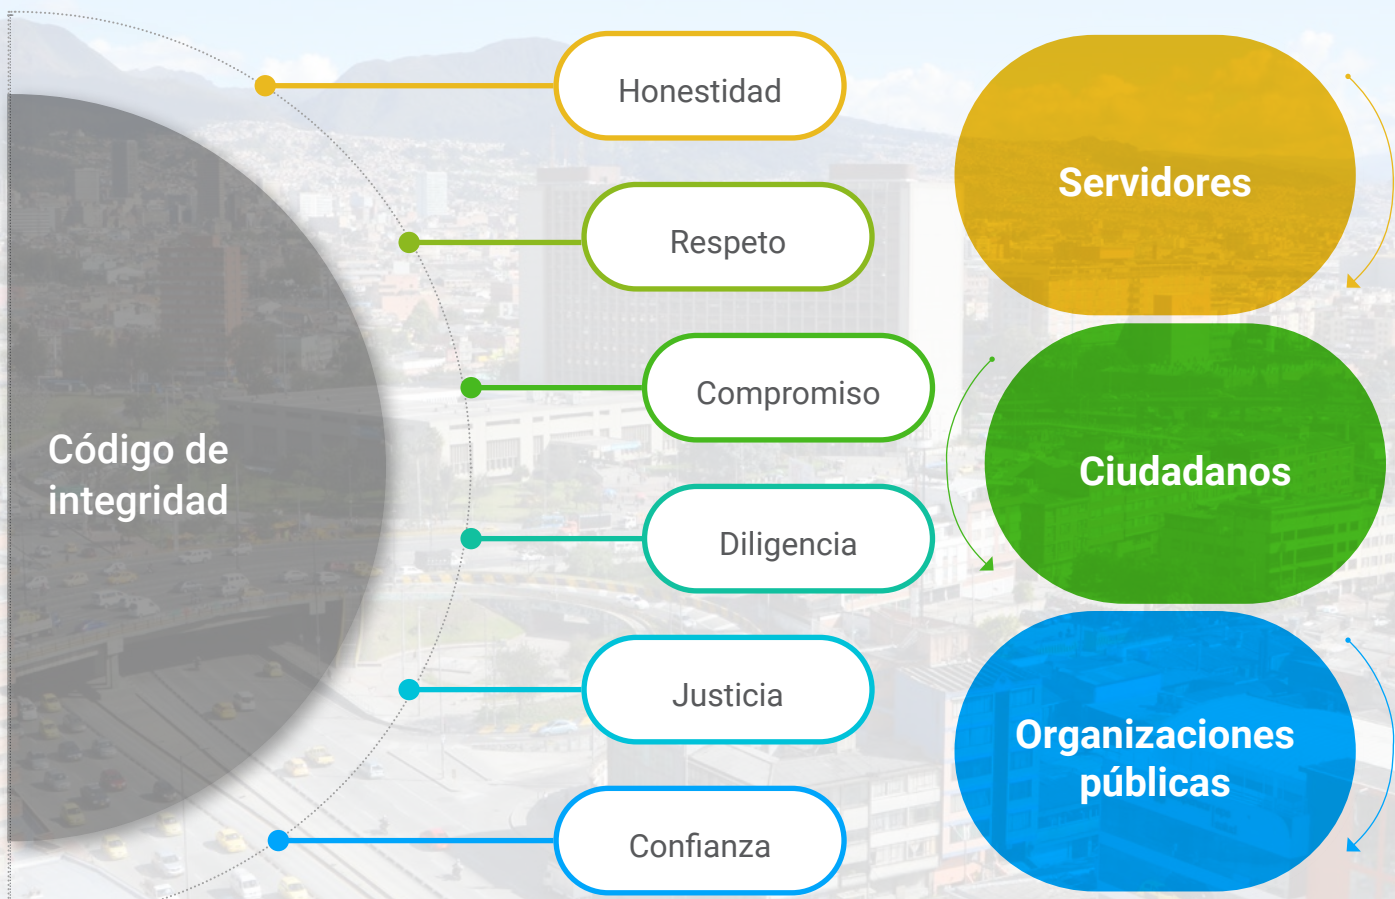 Código de
integridad
Honestidad
Respeto
Compromiso
Diligencia
Justicia
Confianza
Servidores
Ciudadanos
Organizaciones
públicas